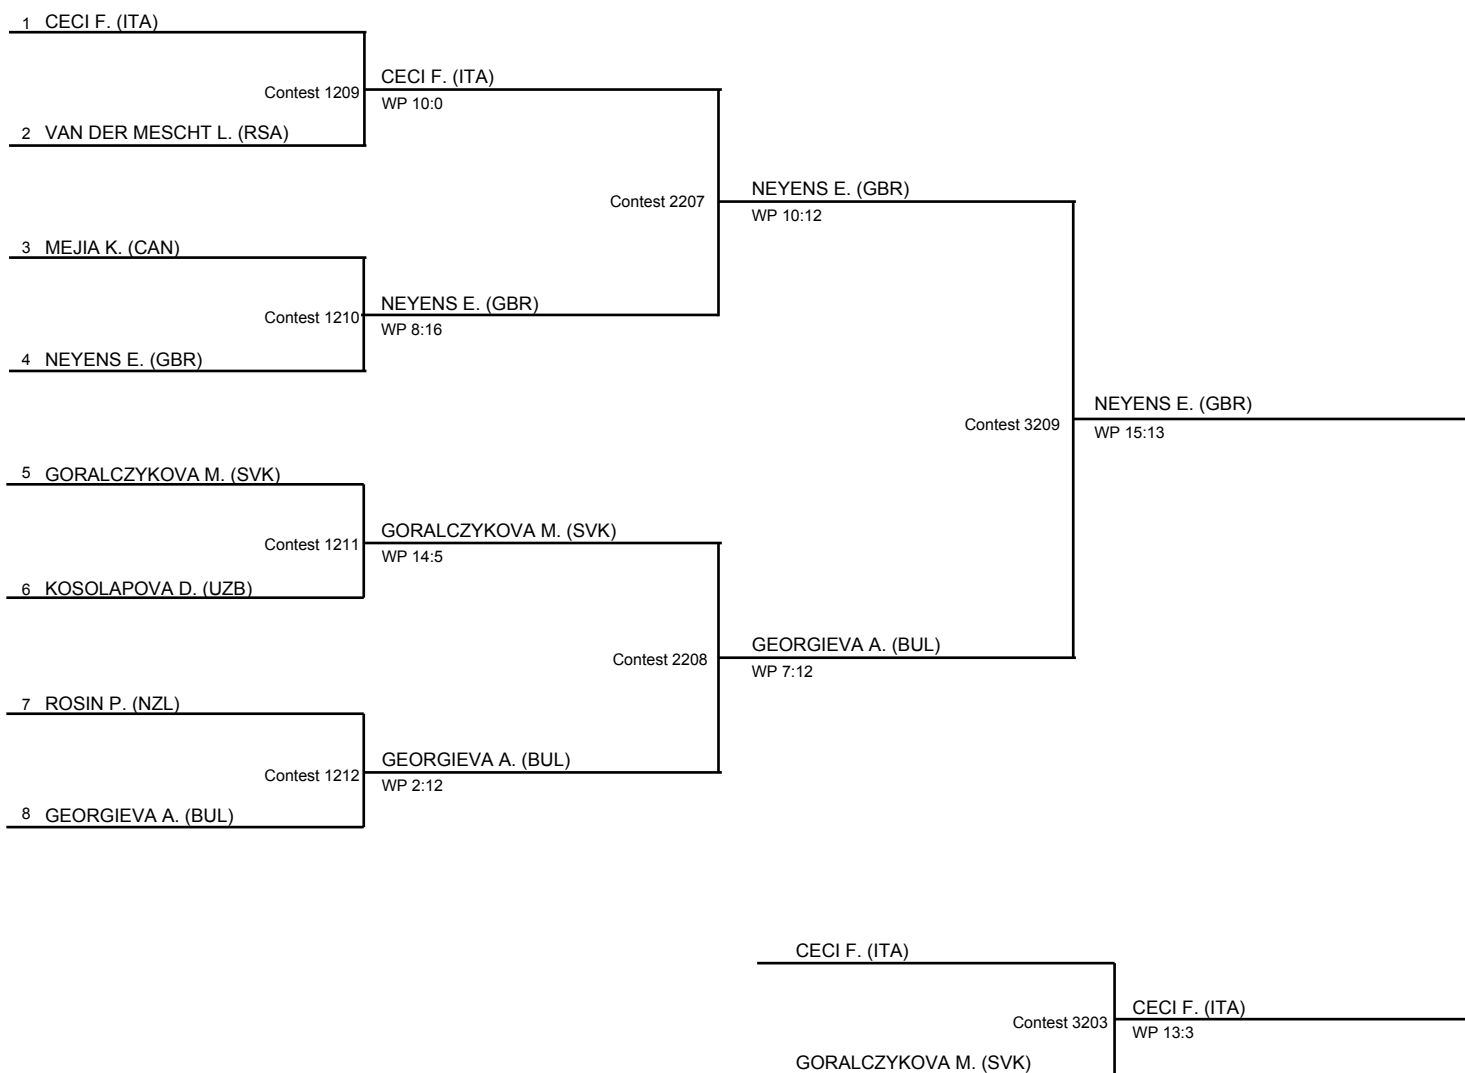 1 CECI F. (ITA)
CECI F. (ITA)
Contest 1209
WP 10:0
2 VAN DER MESCHT L. (RSA)
NEYENS E. (GBR)
Contest 2207
WP 10:12
3 MEJIA K. (CAN)
NEYENS E. (GBR)
Contest 1210
WP 8:16
4 NEYENS E. (GBR)
NEYENS E. (GBR)
Contest 3209
WP 15:13
5 GORALCZYKOVA M. (SVK)
GORALCZYKOVA M. (SVK)
Contest 1211
WP 14:5
6 KOSOLAPOVA D. (UZB)
GEORGIEVA A. (BUL)
Contest 2208
WP 7:12
7 ROSIN P. (NZL)
GEORGIEVA A. (BUL)
Contest 1212
WP 2:12
8 GEORGIEVA A. (BUL)
CECI F. (ITA)
CECI F. (ITA)
Contest 3203
WP 13:3
GORALCZYKOVA M. (SVK)